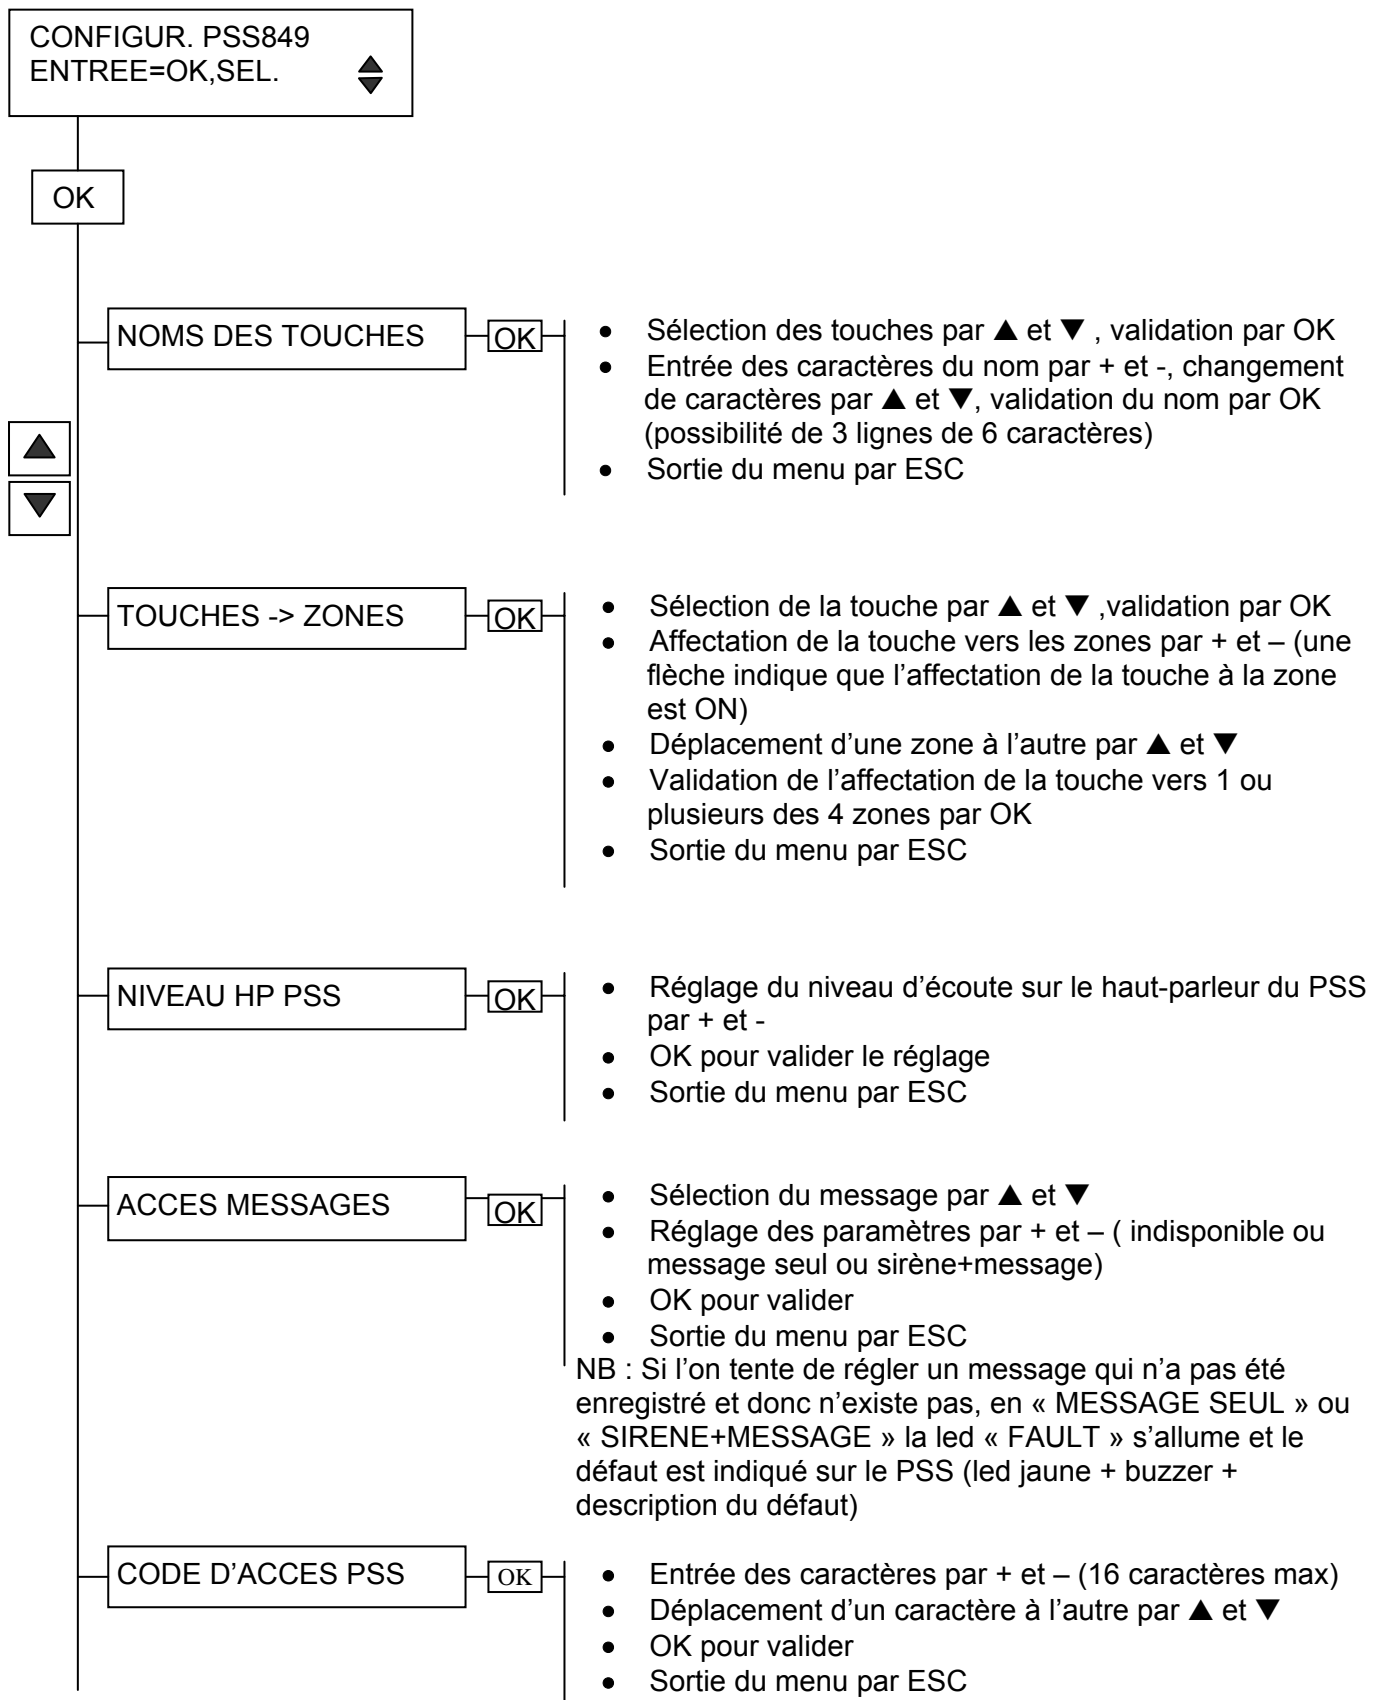 CONFIGUR. PSS849
ENTREE=OK,SEL.
OK
NOMS DES TOUCHES
OK
• Sélection des touches par ▲ et ▼ , validation par OK
• Entrée des caractères du nom par + et -, changement
de caractères par ▲ et ▼, validation du nom par OK
(possibilité de 3 lignes de 6 caractères)
• Sortie du menu par ESC
TOUCHES -> ZONES
OK
• Sélection de la touche par ▲ et ▼ ,validation par OK
• Affectation de la touche vers les zones par + et – (une
flèche indique que l’affectation de la touche à la zone
est ON)
• Déplacement d’une zone à l’autre par ▲ et ▼
• Validation de l’affectation de la touche vers 1 ou
plusieurs des 4 zones par OK
• Sortie du menu par ESC
NIVEAU HP PSS
OK
• Réglage du niveau d’écoute sur le haut-parleur du PSS
par + et -
• OK pour valider le réglage
• Sortie du menu par ESC
ACCES MESSAGES
OK
• Sélection du message par ▲ et ▼
• Réglage des paramètres par + et – ( indisponible ou
message seul ou sirène+message)
• OK pour valider
• Sortie du menu par ESC
NB : Si l’on tente de régler un message qui n’a pas été
enregistré et donc n’existe pas, en « MESSAGE SEUL » ou
« SIRENE+MESSAGE » la led « FAULT » s’allume et le
défaut est indiqué sur le PSS (led jaune + buzzer +
description du défaut)
CODE D’ACCES PSS
OK
• Entrée des caractères par + et – (16 caractères max)
• Déplacement d’un caractère à l’autre par ▲ et ▼
• OK pour valider
• Sortie du menu par ESC